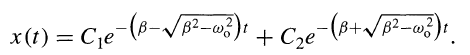 x(t) = C₁e^{-(β-√(β²-ω₀²))t} + C₂e^{-(β+√(β²-ω₀²))t}.